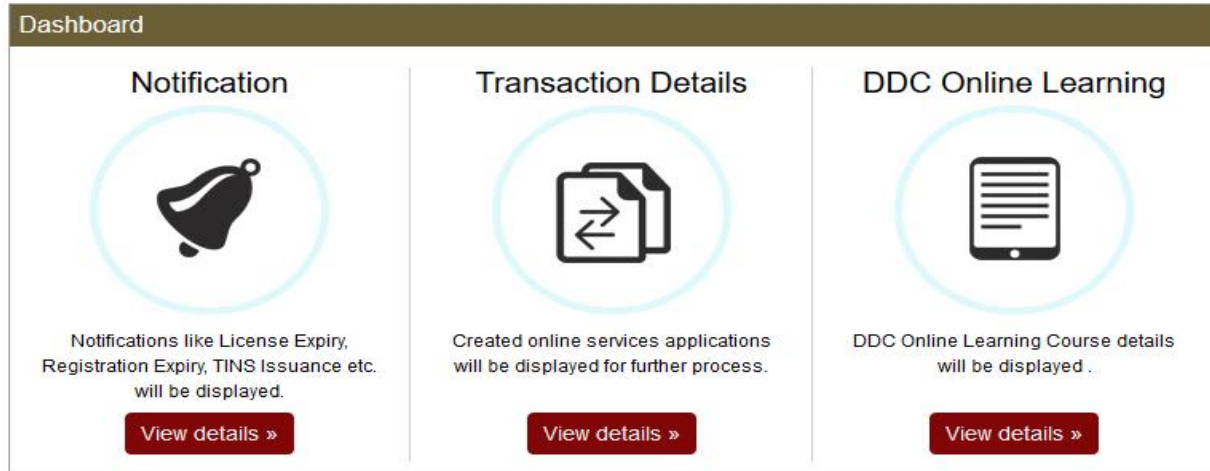 Dashboard
Notification
Notifications like License Expiry,
Registration Expiry, TINS Issuance etc.
will be displayed.
View details »
Transaction Details
Created online services applications
will be displayed for further process.
View details »
DDC Online Learning
DDC Online Learning Course details
will be displayed .
View details »